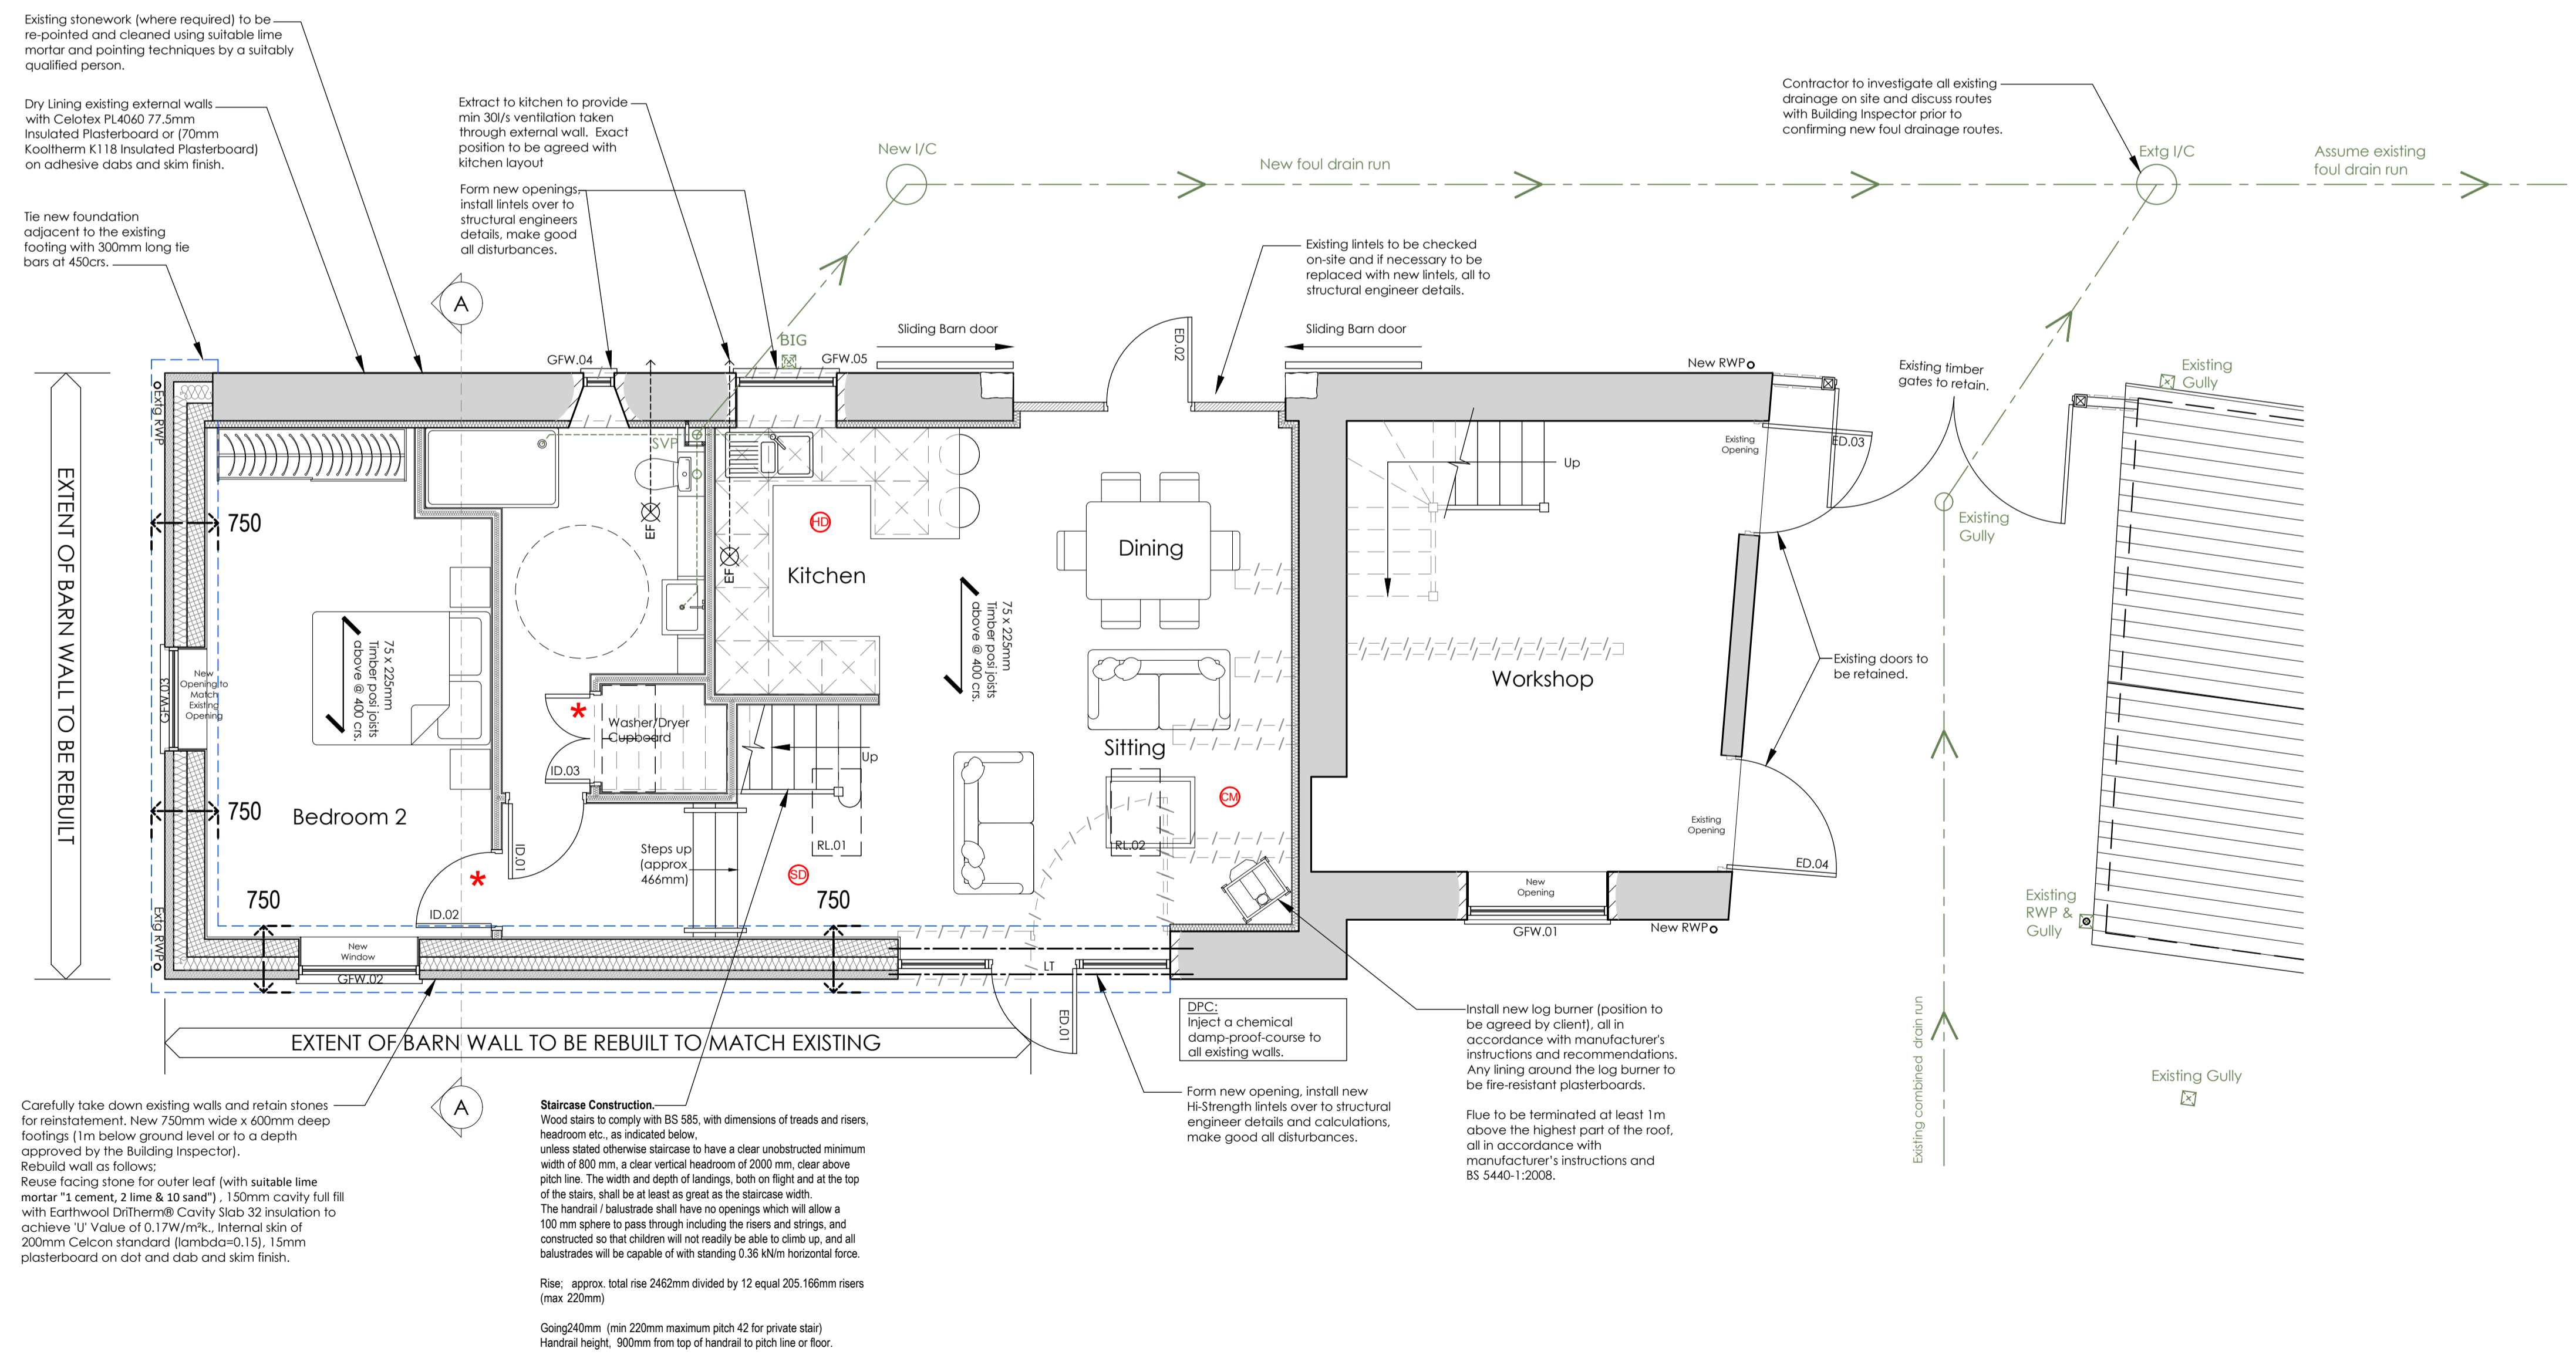 Existing stonework (where required) to be
re-pointed and cleaned using suitable lime
mortar and pointing techniques by a suitably
qualified person.
Dry Lining existing external walls
with Celotex PL4060 77.5mm
Insulated Plasterboard or (70mm
Kooltherm K118 Insulated Plasterboard)
on adhesive dabs and skim finish.
Tie new foundation
adjacent to the existing
footing with 300mm long tie
bars at 450crs.
Extract to kitchen to provide
min 30l/s ventilation taken
through external wall.  Exact
position to be agreed with
kitchen layout
Form new openings,
install lintels over to
structural engineers
details, make good
all disturbances.
New I/C
New foul drain run
Contractor to investigate all existing
drainage on site and discuss routes
with Building Inspector prior to
confirming new foul drainage routes.
Extg I/C
Assume existing
foul drain run
Existing lintels to be checked
on-site and if necessary to be
replaced with new lintels, all to
structural engineer details.
A
Sliding Barn door
Sliding Barn door
BIG
GFW.04
GFW.05
ED.02
New RWP
Existing timber
gates to retain.
Existing
Gully
Extg RWP
SVP
Existing
Opening
ED.03
Up
750
EF
HD
EF
Kitchen
Dining
Existing
Gully
EXTENT OF BARN WALL TO BE REBUILT
75 x 225mm
Timber posi joists
above @ 400 crs.
75 x 225mm
Timber posi joists
above @ 400 crs.
New
Opening to
Match
Existing
Opening
GFW.03
*
Washer/Dryer
Cupboard
ID.03
Up
Sitting
Workshop
Existing doors to
be retained.
750
Bedroom 2
CM
Existing
Opening
RL.01
RL.02
Steps up
(approx
466mm)
ID.01
*
SD
ED.04
750
750
ID.02
Extg RWP
New
Window
GFW.02
LT
New
Opening
GFW.01
New RWP
Existing
RWP &
Gully
ED.01
EXTENT OF BARN WALL TO BE REBUILT TO MATCH EXISTING
DPC:
Inject a chemical
damp-proof-course to
all existing walls.
Install new log burner (position to
be agreed by client), all in
accordance with manufacturer's
instructions and recommendations.
Any lining around the log burner to
be fire-resistant plasterboards.
Flue to be terminated at least 1m
above the highest part of the roof,
all in accordance with
manufacturer's instructions and
BS 5440-1:2008.
Existing combined  drain run
Existing Gully
Form new opening, install new
Hi-Strength lintels over to structural
engineer details and calculations,
make good all disturbances.
A
Carefully take down existing walls and retain stones
for reinstatement. New 750mm wide x 600mm deep
footings (1m below ground level or to a depth
approved by the Building Inspector).
Rebuild wall as follows;
Reuse facing stone for outer leaf (with suitable lime
mortar "1 cement, 2 lime & 10 sand") , 150mm cavity full fill
with Earthwool DriTherm® Cavity Slab 32 insulation to
achieve 'U' Value of 0.17W/m²k., Internal skin of
200mm Celcon standard (lambda=0.15), 15mm
plasterboard on dot and dab and skim finish.
Staircase Construction.
Wood stairs to comply with BS 585, with dimensions of treads and risers,
headroom etc., as indicated below,
unless stated otherwise staircase to have a clear unobstructed minimum
width of 800 mm, a clear vertical headroom of 2000 mm, clear above
pitch line. The width and depth of landings, both on flight and at the top
of the stairs, shall be at least as great as the staircase width.
The handrail / balustrade shall have no openings which will allow a
100 mm sphere to pass through including the risers and strings, and
constructed so that children will not readily be able to climb up, and all
balustrades will be capable of with standing 0.36 kN/m horizontal force.
Rise;   approx. total rise 2462mm divided by 12 equal 205.166mm risers
(max 220mm)
Going240mm  (min 220mm maximum pitch 42 for private stair)
Handrail height,  900mm from top of handrail to pitch line or floor.